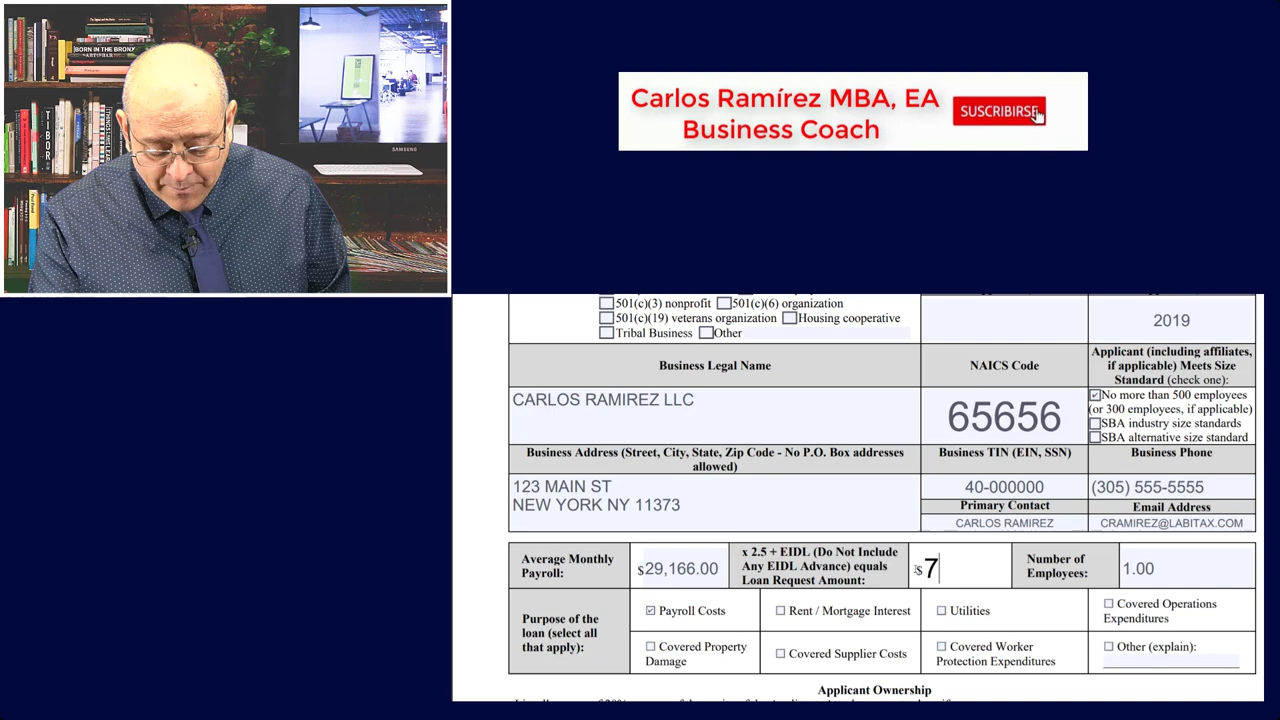 BORN IN THE BRONX
TIBOR
SAMSUNG
Carlos Ramírez MBA, EA
Business Coach
SUSCRIBIRSE
501(c)(3) nonprofit 501(c)(6) organization
501(c)(19) veterans organization Housing cooperative
Tribal Business Other
2019
Business Legal Name
NAICS Code
Applicant (including affiliates,
if applicable) Meets Size
Standard (check one):
CARLOS RAMIREZ LLC
65656
No more than 500 employees
(or 300 employees, if applicable)
SBA industry size standards
SBA alternative size standard
Business Address (Street, City, State, Zip Code - No P.O. Box addresses
allowed)
Business TIN (EIN, SSN)
Business Phone
123 MAIN ST
NEW YORK NY 11373
40-000000
(305) 555-5555
Primary Contact
Email Address
CARLOS RAMIREZ
CRAMIREZ@LABITAX.COM
Average Monthly
Payroll:
$29,166.00
x 2.5 + EIDL (Do Not Include
Any EIDL Advance) equals
Loan Request Amount:
$7
Number of
Employees:
1.00
Purpose of the
loan (select all
that apply):
Payroll Costs
Rent / Mortgage Interest
Utilities
Covered Operations
Expenditures
Covered Property
Damage
Covered Supplier Costs
Covered Worker
Protection Expenditures
Other (explain):
Applicant Ownership